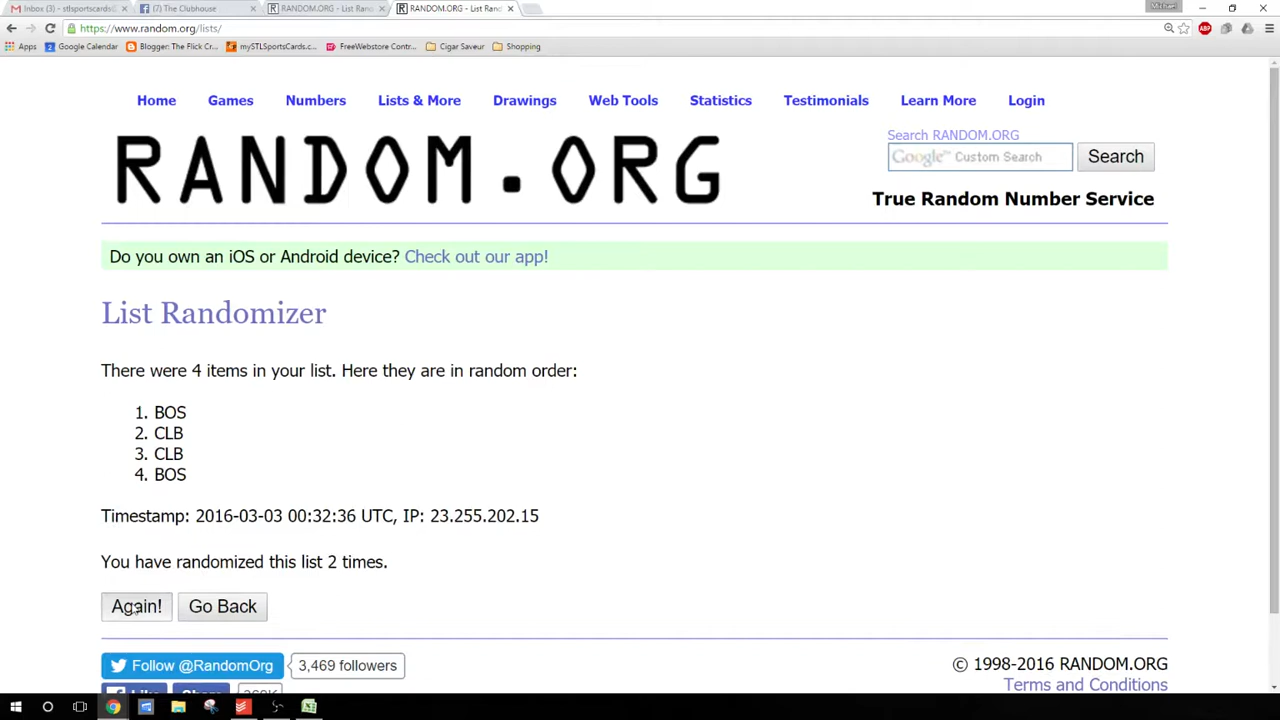 Inbox (3) - stlsportscards@
The Clubhouse
RANDOM.ORG - List Rand
RANDOM.ORG - List Rand
Michael
https://www.random.org/lists/
Apps Google Calendar Blogger: The Flick Cr... mySTLSportsCards.c... FreeWebstore Contr... Cigar Saveur Shopping
Home Games Numbers Lists & More Drawings Web Tools Statistics Testimonials Learn More Login
RANDOM.ORG
Search RANDOM.ORG
Google™ Custom Search Search
True Random Number Service
Do you own an iOS or Android device? Check out our app!
List Randomizer
There were 4 items in your list. Here they are in random order:
1. BOS
2. CLB
3. CLB
4. BOS
Timestamp: 2016-03-03 00:32:36 UTC, IP: 23.255.202.15
You have randomized this list 2 times.
Again! Go Back
Follow @RandomOrg 3,469 followers
© 1998-2016 RANDOM.ORG
Terms and Conditions
Like Share